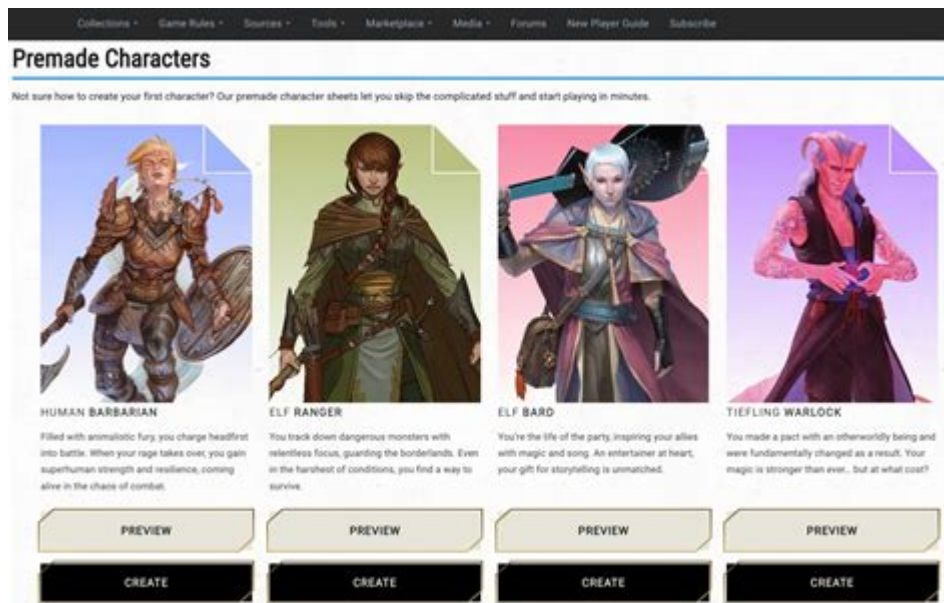 Collections Game Rules Sources Tools Marketplace Media Forums New Player Guide Subscribe
Premade Characters
Not sure how to create your first character? Our premade character sheets let you skip the complicated stuff and start playing in minutes.
HUMAN BARBARIAN
Filled with animalistic fury, you charge headfirst
into battle. When your rage takes over, you gain
superhuman strength and resilience, coming
alive in the chaos of combat.
PREVIEW
CREATE
ELF RANGER
You track down dangerous monsters with
relentless focus, guarding the borderlands. Even
in the harshest of conditions, you find a way to
survive.
PREVIEW
CREATE
ELF BARD
You're the life of the party, inspiring your allies
with magic and song. An entertainer at heart,
your gift for storytelling is unmatched.
PREVIEW
CREATE
TIEFLING WARLOCK
You made a pact with an otherworldly being and
were fundamentally changed as a result. Your
magic is stronger than ever... but at what cost?
PREVIEW
CREATE